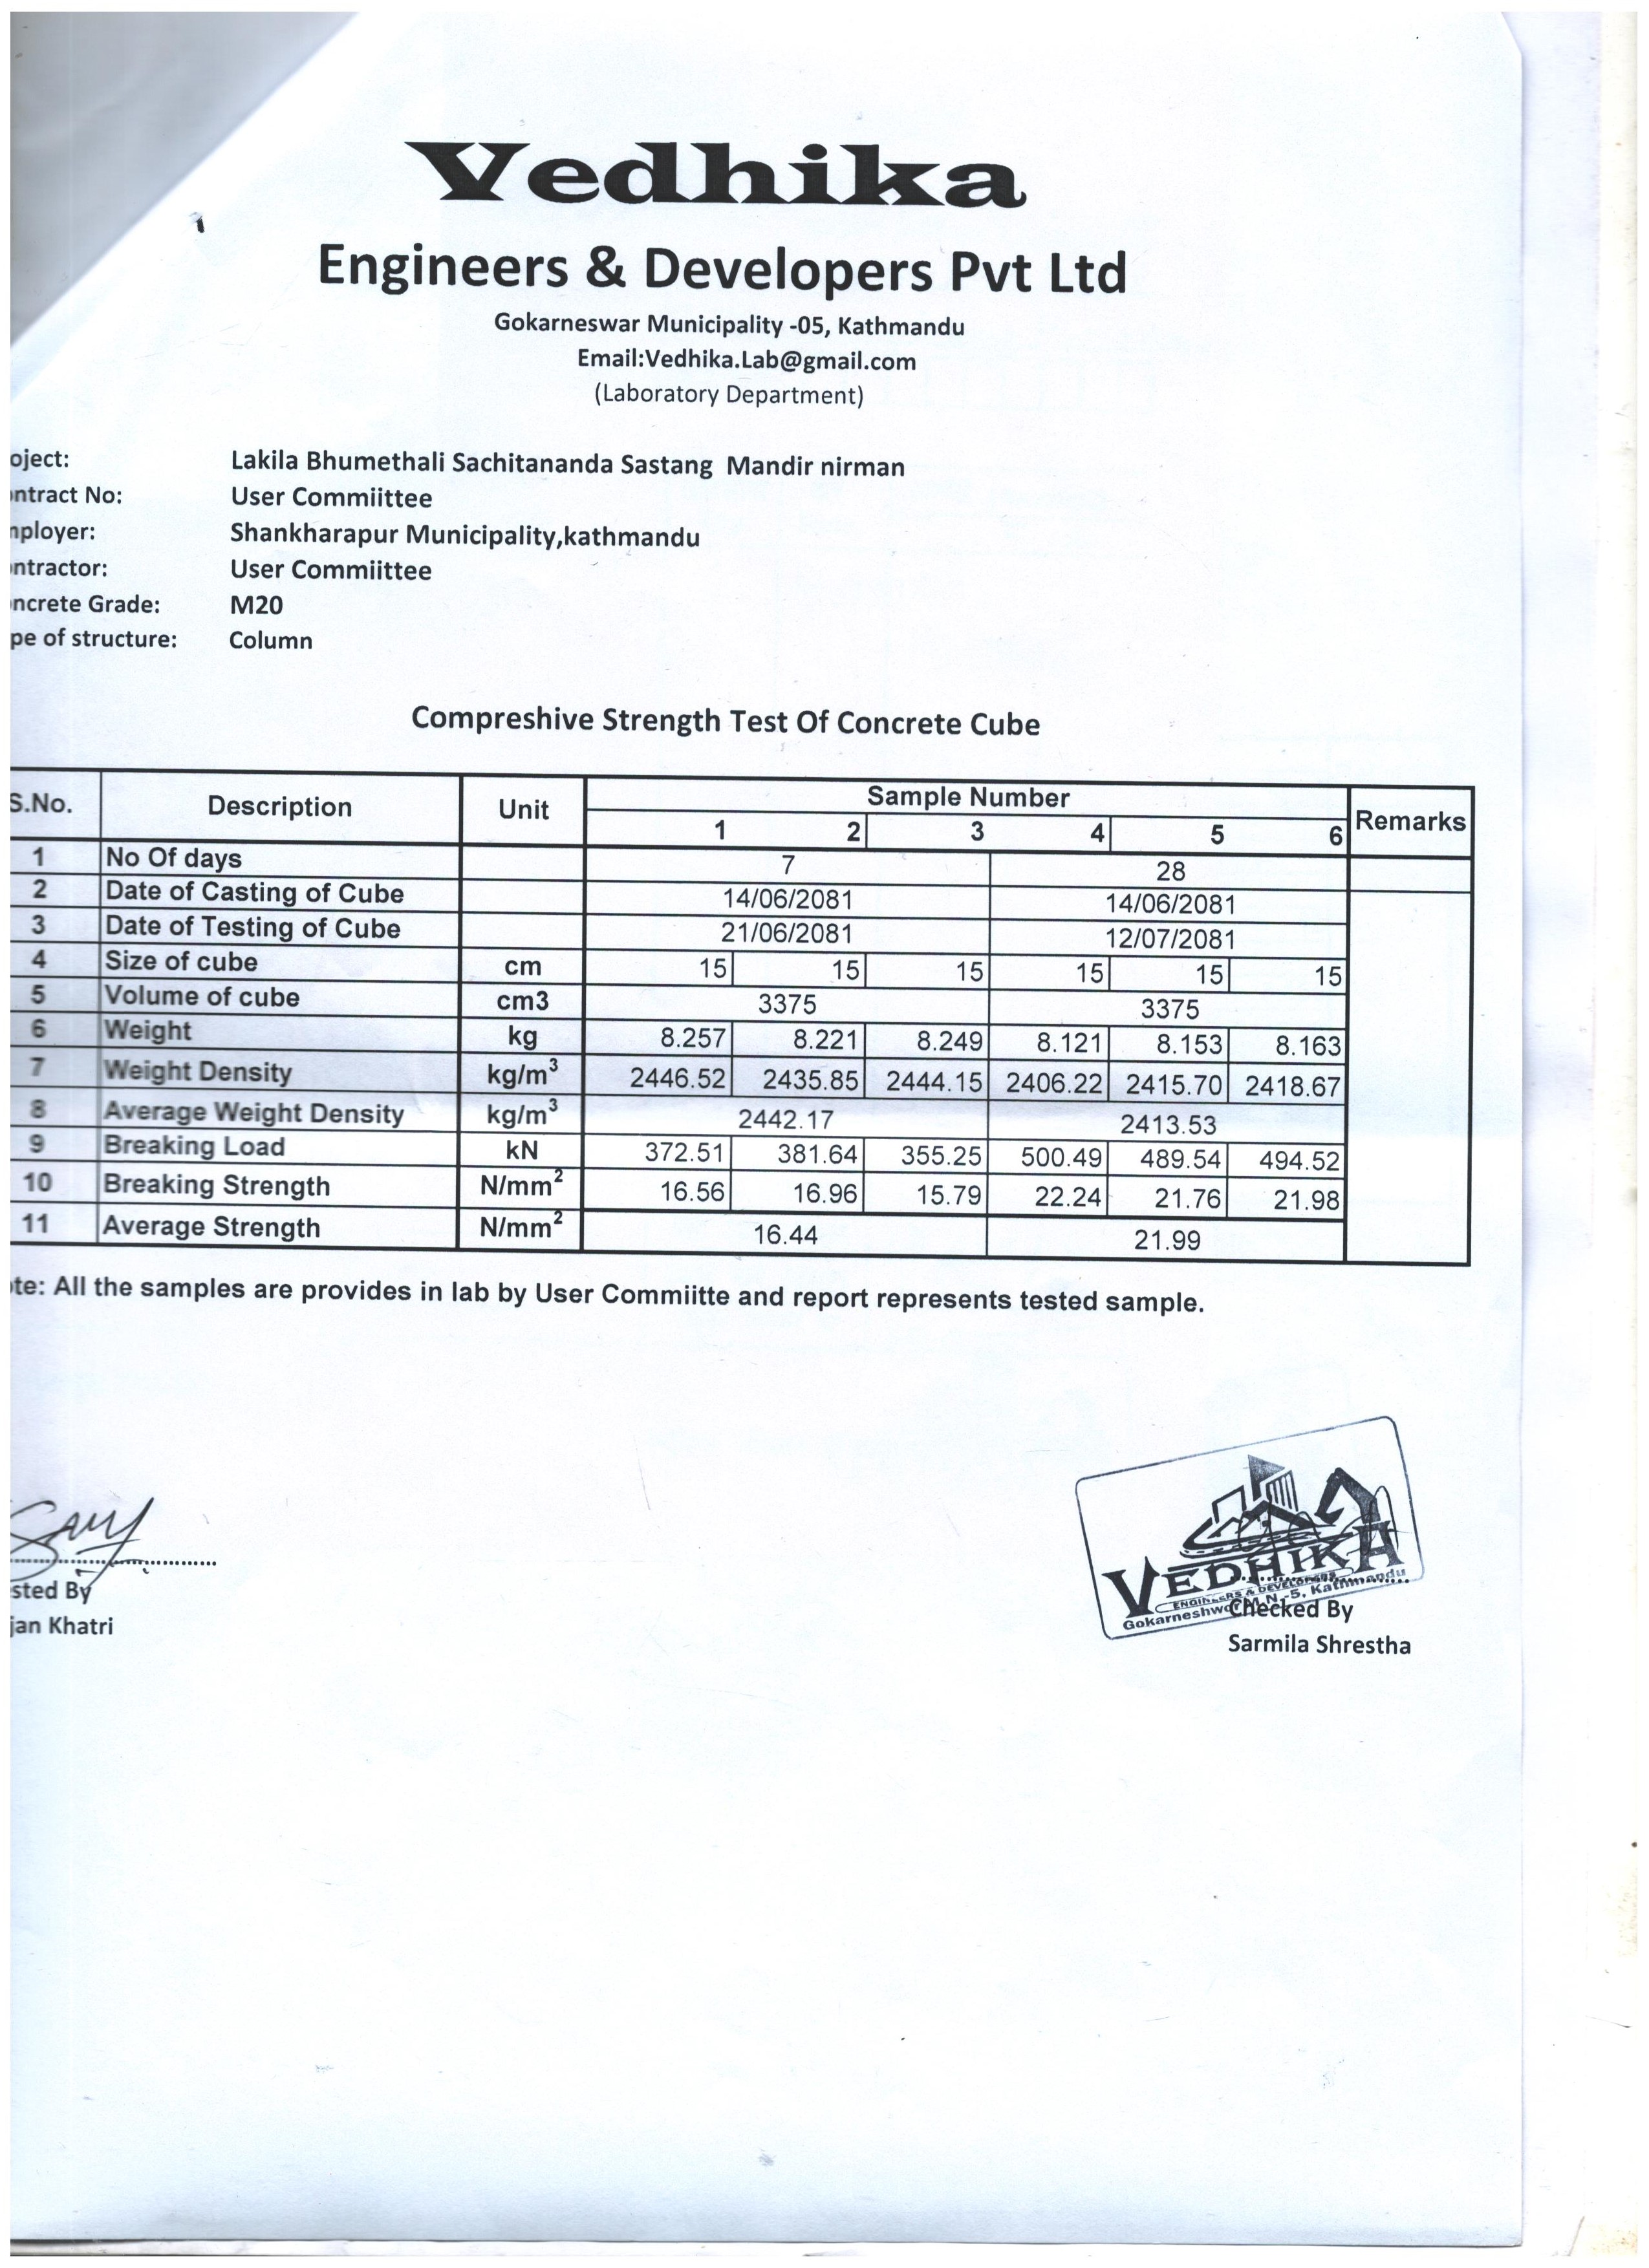 Vedhika
Engineers & Developers Pvt Ltd
Gokarneswar Municipality -05, Kathmandu
Email:Vedhika.Lab@gmail.com
(Laboratory Department)
oject: Lakila Bhumethali Sachitananda Sastang Mandir nirman
ntract No: User Commiittee
ployer: Shankharapur Municipality,kathmandu
ntractor: User Commiittee
ncrete Grade: M20
pe of structure: Column
Compreshive Strength Test Of Concrete Cube
S.No. Description Unit Sample Number Remarks
1 2 3 4 5 6
1 No Of days 7 28
2 Date of Casting of Cube 14/06/2081 14/06/2081
3 Date of Testing of Cube 21/06/2081 12/07/2081
4 Size of cube cm 15 15 15 15 15 15
5 Volume of cube cm3 3375 3375
6 Weight kg 8.257 8.221 8.249 8.121 8.153 8.163
7 Weight Density kg/m³ 2446.52 2435.85 2444.15 2406.22 2415.70 2418.67
8 Average Weight Density kg/m³ 2442.17 2413.53
9 Breaking Load kN 372.51 381.64 355.25 500.49 489.54 494.52
10 Breaking Strength N/mm² 16.56 16.96 15.79 22.24 21.76 21.98
11 Average Strength N/mm² 16.44 21.99
te: All the samples are provides in lab by User Commiitte and report represents tested sample.
sted By
jan Khatri
VEDHIKA
ENGINEERS & DEVELOPERS
Gokarneshwor M.N.-5, Kathmandu
Checked By
Sarmila Shrestha